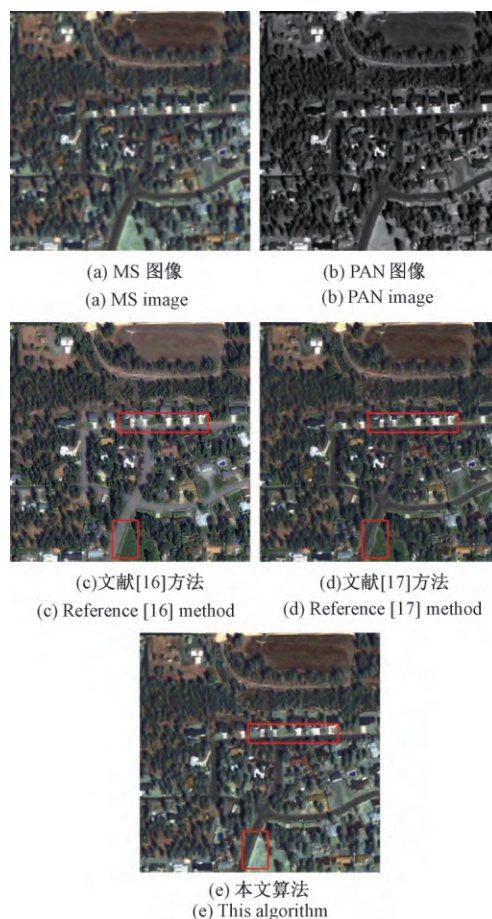 (a) MS 图像
(a) MS image
(b) PAN 图像
(b) PAN image
(c)文献[16]方法
(c) Reference [16] method
(d)文献[17]方法
(d) Reference [17] method
(e) 本文算法
(e) This algorithm